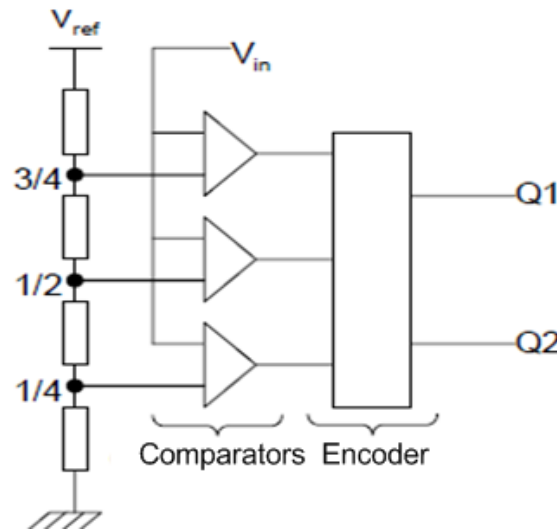 Vref
Vin
3/4
Q1
1/2
Q2
1/4
Comparators Encoder